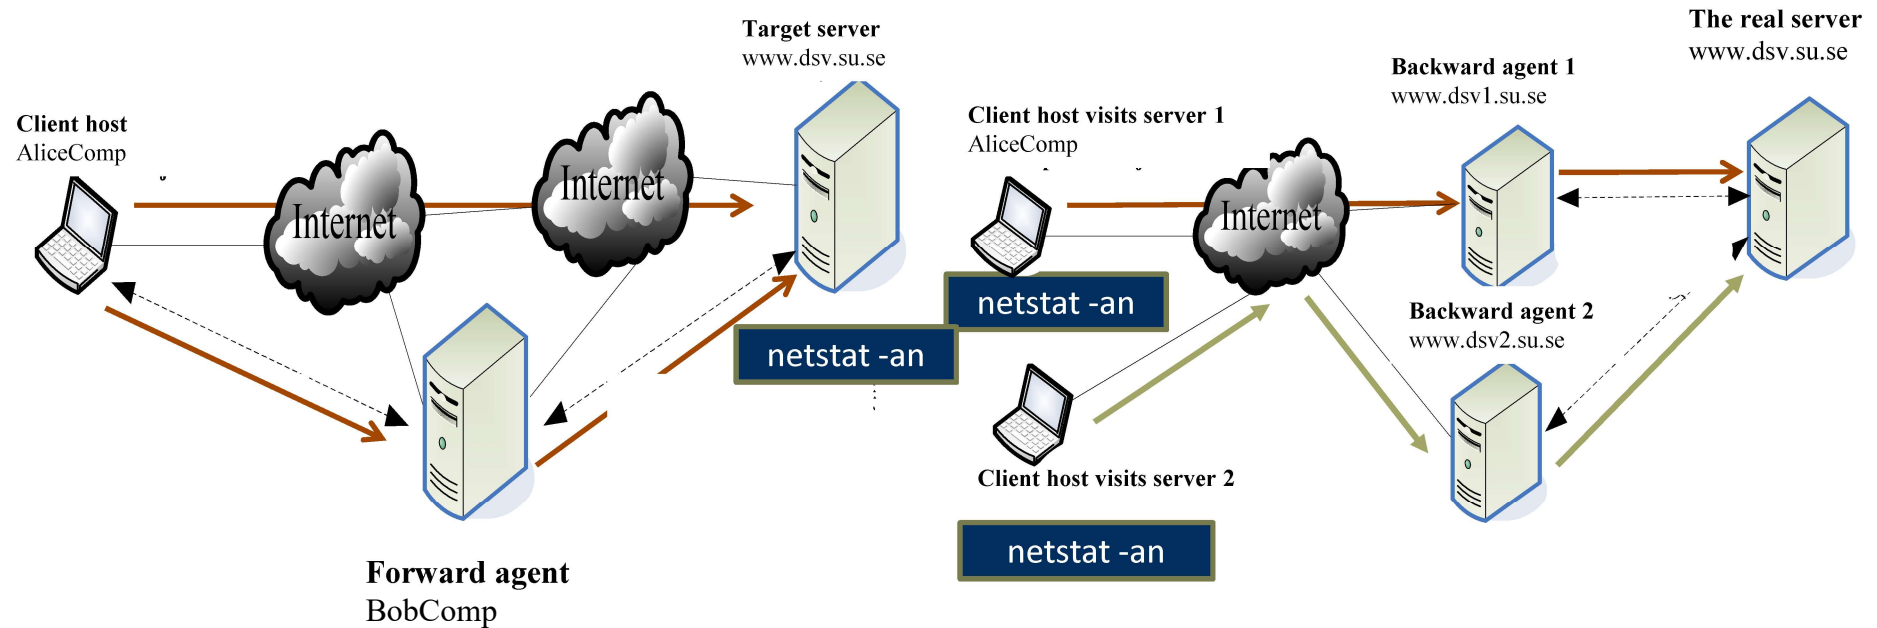 Target server
www.dsv.su.se
Client host
AliceComp
Internet
Internet
netstat -an
Forward agent
BobComp
The real server
www.dsv.su.se
Backward agent 1
www.dsv1.su.se
Client host visits server 1
AliceComp
Internet
netstat -an
Backward agent 2
www.dsv2.su.se
Client host visits server 2
netstat -an